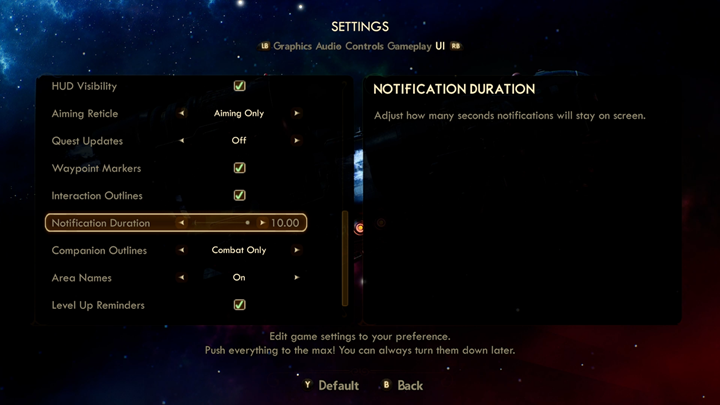 SETTINGS
LB Graphics Audio Controls Gameplay UI RB
HUD Visibility
Aiming Reticle Aiming Only
Quest Updates Off
Waypoint Markers
Interaction Outlines
Notification Duration 10.00
Companion Outlines Combat Only
Area Names On
Level Up Reminders
NOTIFICATION DURATION
Adjust how many seconds notifications will stay on screen.
Edit game settings to your preference.
Push everything to the max! You can always turn them down later.
Y Default B Back